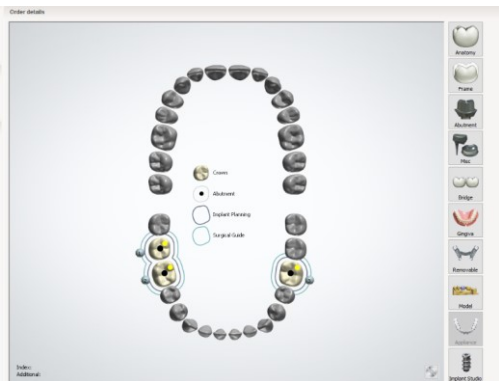 Order details
Anatomy
Frame
Abutment
Misc
Bridge
Gingiva
Removable
Model
Appliance
Implant Studio
Crown
Abutment
Implant Planning
Surgical Guide
Index:
Additional: